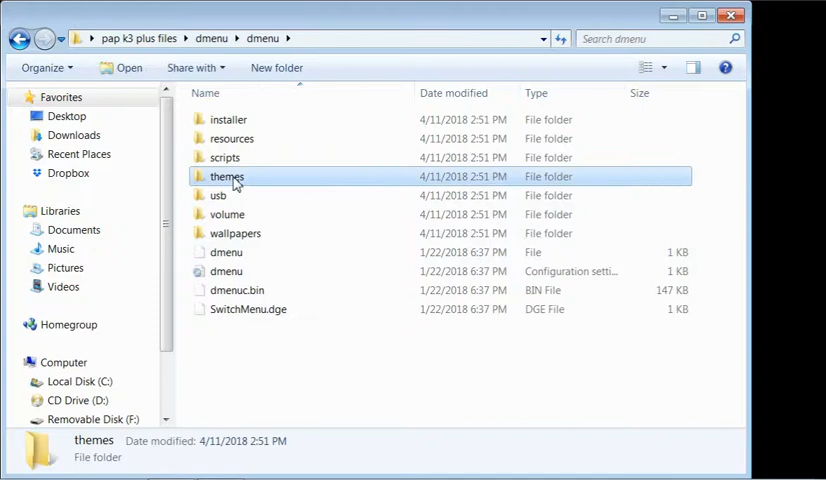 pap k3 plus files dmenu dmenu Search dmenu
Organize Open Share with New folder
Favorites
Desktop
Downloads
Recent Places
Dropbox
Libraries
Documents
Music
Pictures
Videos
Homegroup
Computer
Local Disk (C:)
CD Drive (D:)
Removable Disk (F:)
Name Date modified Type Size
installer 4/11/2018 2:51 PM File folder
resources 4/11/2018 2:51 PM File folder
scripts 4/11/2018 2:51 PM File folder
themes 4/11/2018 2:51 PM File folder
usb 4/11/2018 2:51 PM File folder
volume 4/11/2018 2:51 PM File folder
wallpapers 4/11/2018 2:51 PM File folder
dmenu 1/22/2018 6:37 PM File 1 KB
dmenu 1/22/2018 6:37 PM Configuration setti... 1 KB
dmenuc.bin 1/22/2018 6:37 PM BIN File 147 KB
SwitchMenu.dge 1/22/2018 6:37 PM DGE File 1 KB
themes Date modified: 4/11/2018 2:51 PM
File folder